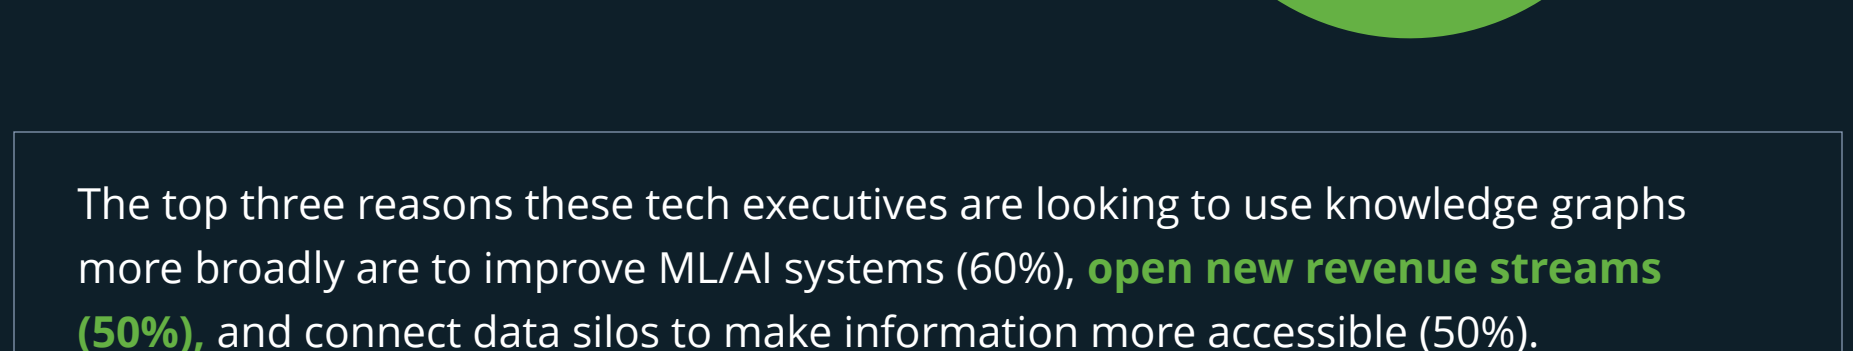 The top three reasons these tech executives are looking to use knowledge graphs
more broadly are to improve ML/AI systems (60%), open new revenue streams
(50%), and connect data silos to make information more accessible (50%).